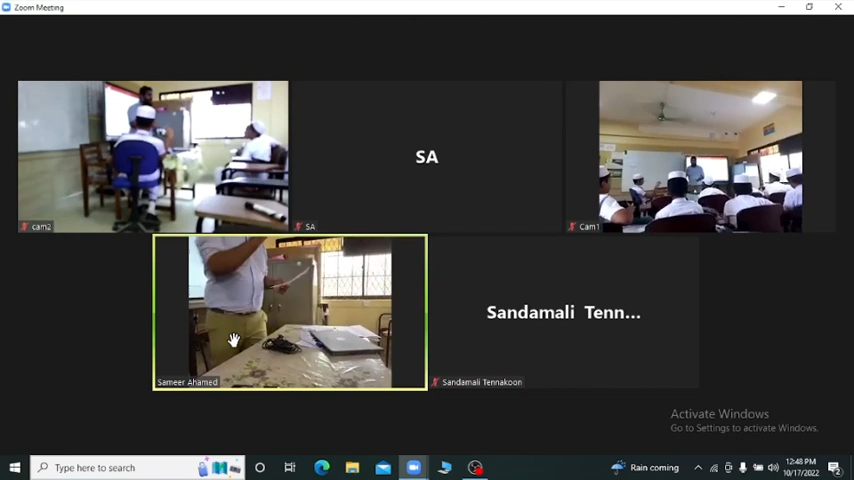 Zoom Meeting
SA
cam2
SA
Cam1
Sandamali Tenn...
Sameer Ahamed
Sandamali Tennakoon
Activate Windows
Go to Settings to activate Windows.
Type here to search
Rain coming
12:48 PM
10/17/2022
2